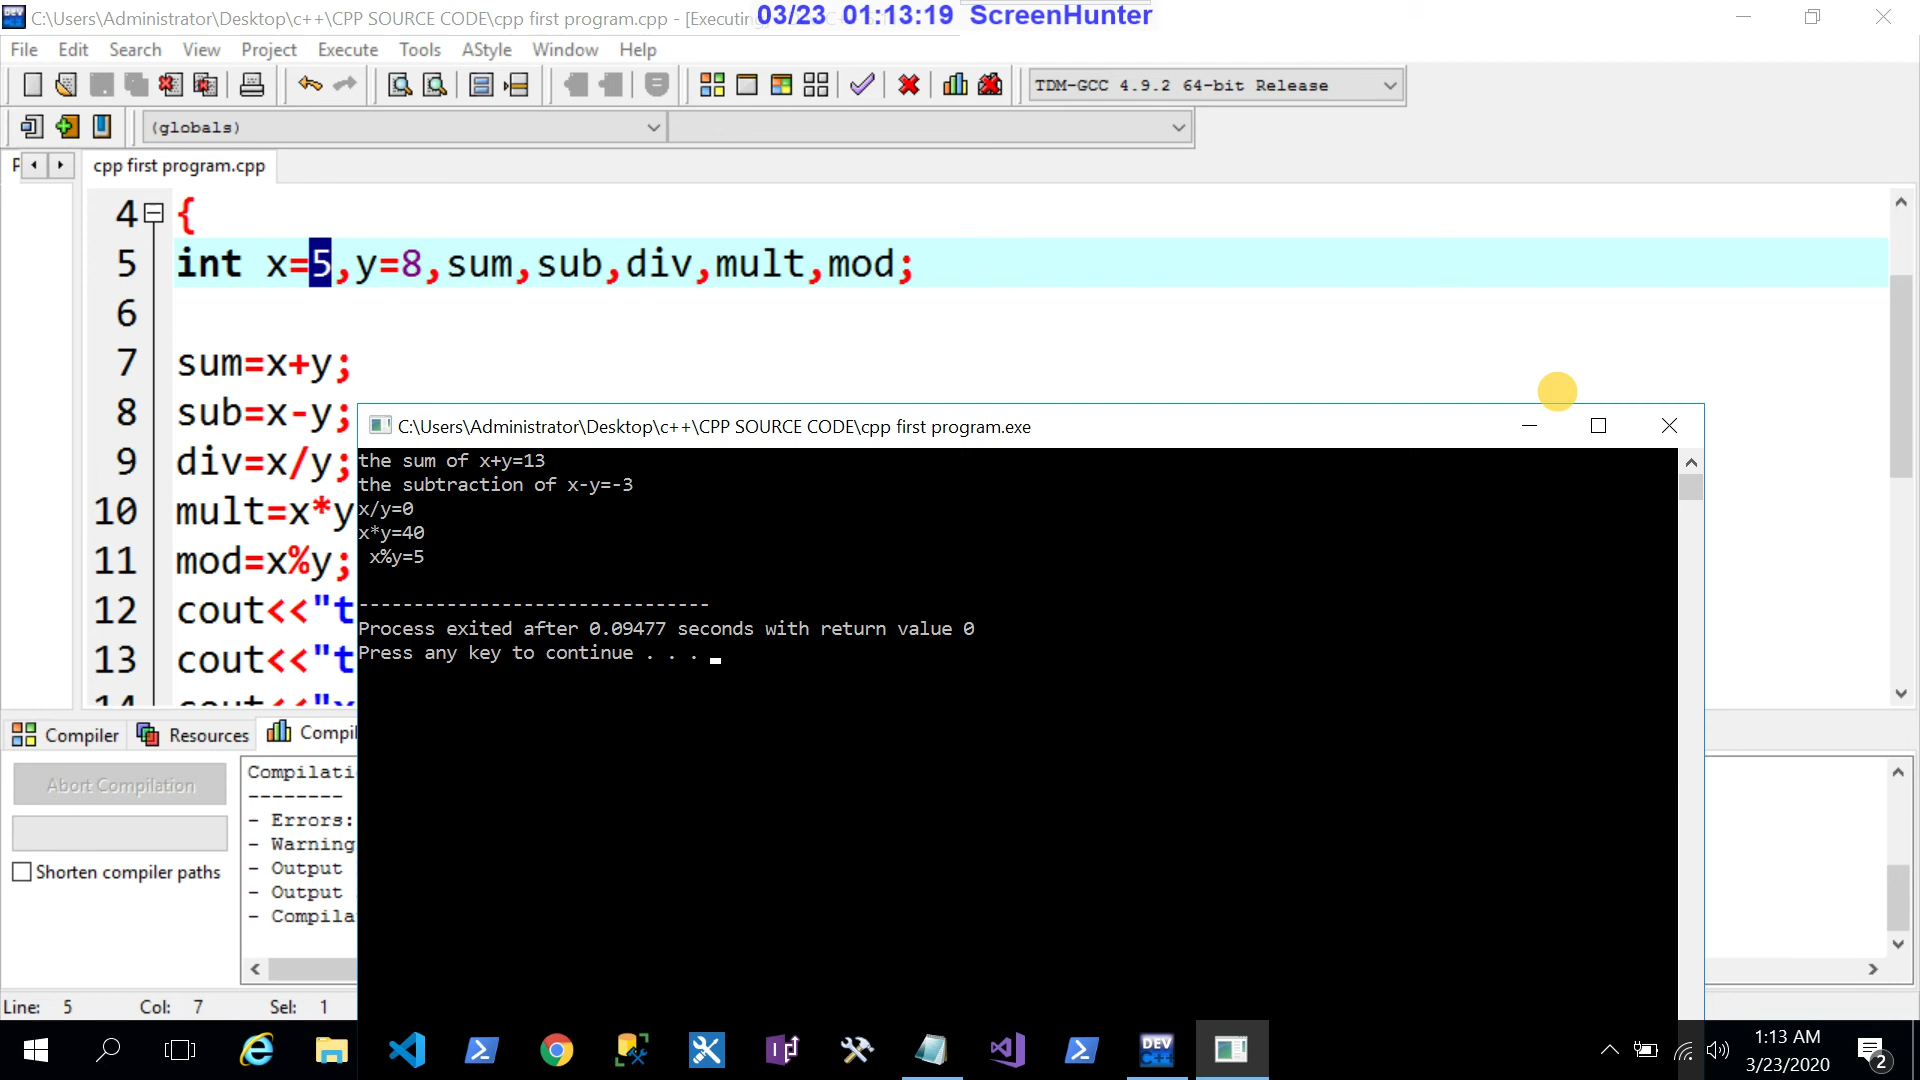 C:\Users\Administrator\Desktop\c++\CPP SOURCE CODE\cpp first program.cpp - [Executing
03/23 01:13:19 ScreenHunter
File Edit Search View Project Execute Tools AStyle Window Help
TDM-GCC 4.9.2 64-bit Release
(globals)
cpp first program.cpp
4 {
5 int x=5,y=8,sum,sub,div,mult,mod;
6
7 sum=x+y;
8 sub=x-y;
9 div=x/y;
10 mult=x*y
11 mod=x%y;
12 cout<<"t
13 cout<<"t
14 cout<<"x
C:\Users\Administrator\Desktop\c++\CPP SOURCE CODE\cpp first program.exe
the sum of x+y=13
the subtraction of x-y=-3
x/y=0
x*y=40
x%y=5
--------------------------------
Process exited after 0.09477 seconds with return value 0
Press any key to continue . . .
Compiler Resources Compil
Abort Compilation
Shorten compiler paths
Compilati
--------
- Errors:
- Warning
- Output
- Output
- Compila
Line: 5 Col: 7 Sel: 1
DEV C++
1:13 AM
3/23/2020
2